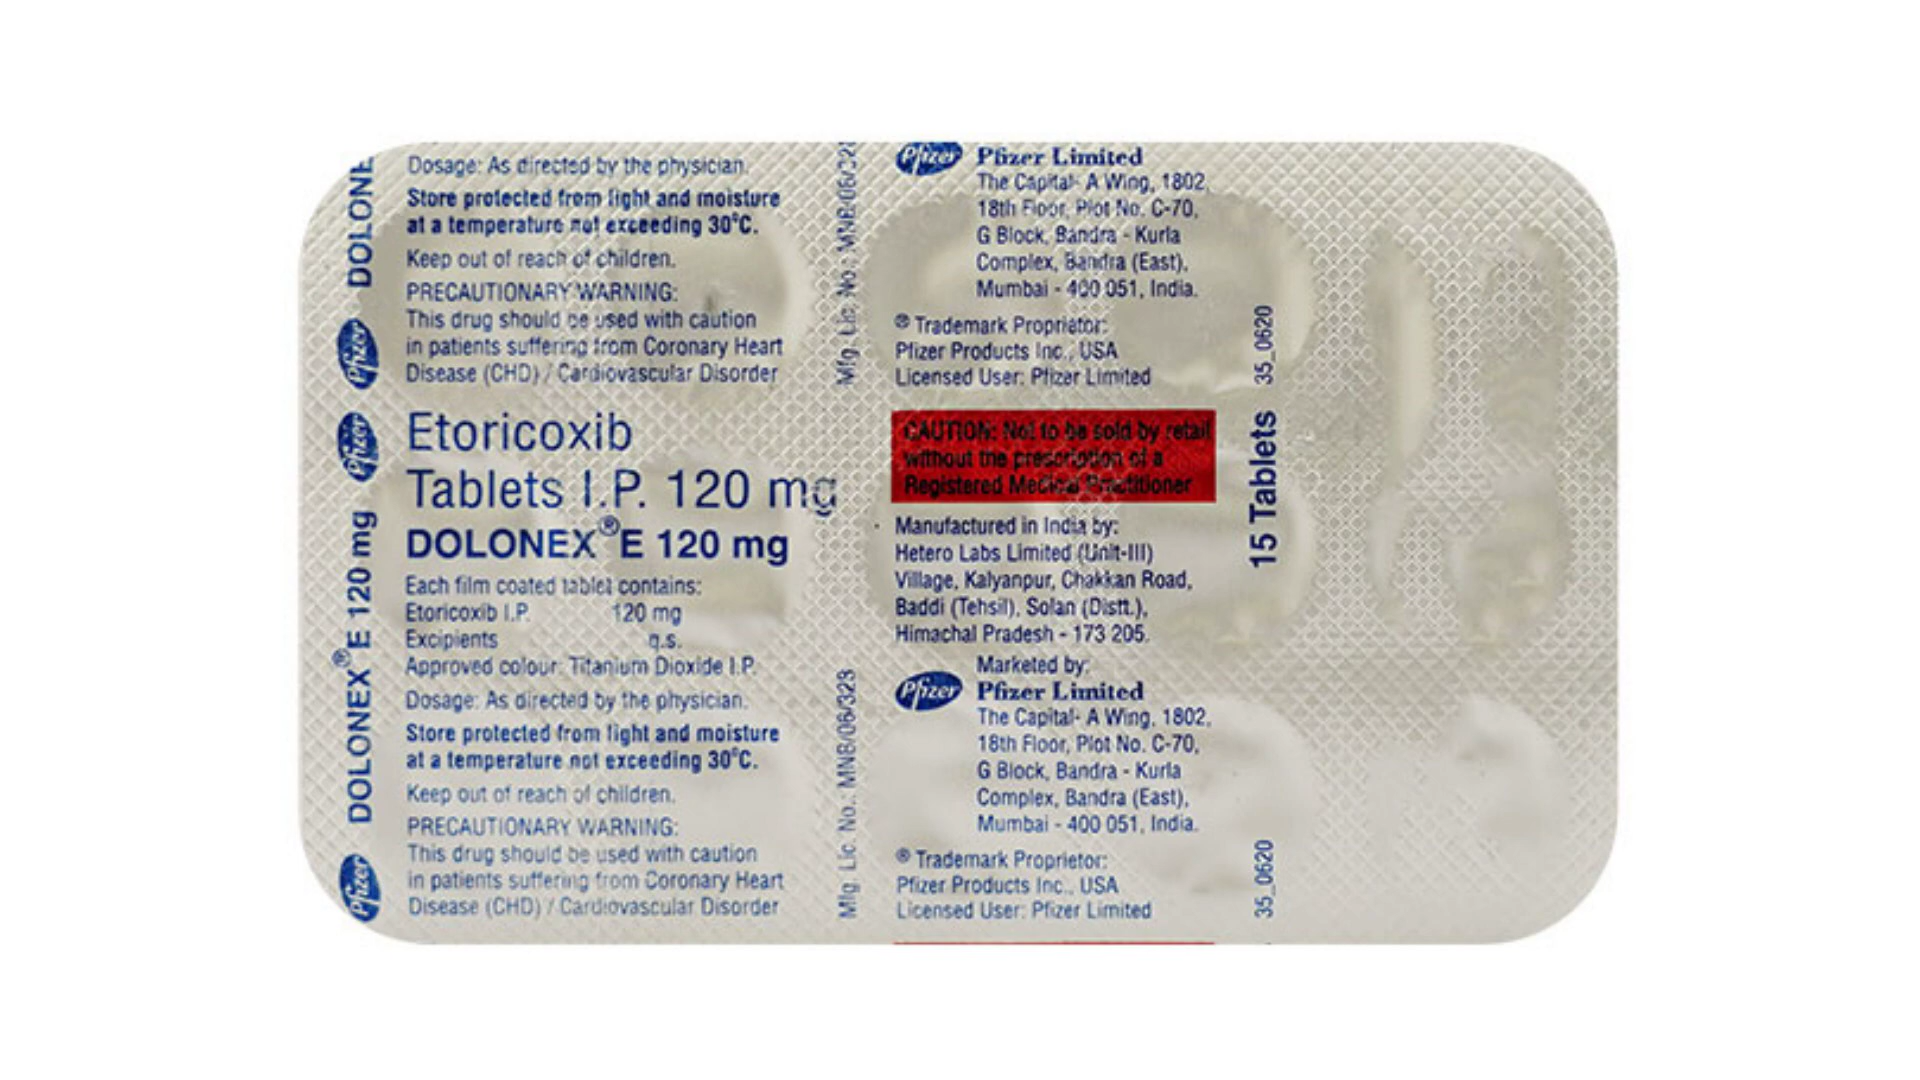 DOLONE
Pfizer
Pfizer
DOLONEX® E 120 mg
Pfizer
Dosage: As directed by the physician.
Store protected from light and moisture
at a temperature not exceeding 30°C.
Keep out of reach of children.
PRECAUTIONARY WARNING:
This drug should be used with caution
in patients suffering from Coronary Heart
Disease (CHD) / Cardiovascular Disorder
Etoricoxib
Tablets I.P. 120 mg
DOLONEX® E 120 mg
Each film coated tablet contains:
Etoricoxib I.P. 120 mg
Excipients q.s.
Approved colour: Titanium Dioxide I.P.
Dosage: As directed by the physician.
Store protected from light and moisture
at a temperature not exceeding 30°C.
Keep out of reach of children.
PRECAUTIONARY WARNING:
This drug should be used with caution
in patients suffering from Coronary Heart
Disease (CHD) / Cardiovascular Disorder
Mfg. Lic. No.: MNB/06/32
Mfg. Lic. No.: MNB/06/328
Pfizer
Pfizer Limited
The Capital- A Wing, 1802,
18th Floor, Plot No. C-70,
G Block, Bandra - Kurla
Complex, Bandra (East),
Mumbai - 400 051, India.
® Trademark Proprietor:
Pfizer Products Inc., USA
Licensed User: Pfizer Limited
CAUTION: Not to be sold by retail
without the prescription of a
Registered Medical Practitioner
Manufactured in India by:
Hetero Labs Limited (Unit-III)
Village, Kalyanpur, Chakkan Road,
Baddi (Tehsil), Solan (Distt.),
Himachal Pradesh - 173 205.
Marketed by:
Pfizer
Pfizer Limited
The Capital- A Wing, 1802,
18th Floor, Plot No. C-70,
G Block, Bandra - Kurla
Complex, Bandra (East),
Mumbai - 400 051, India.
® Trademark Proprietor:
Pfizer Products Inc., USA
Licensed User: Pfizer Limited
35_0620
15 Tablets
35_0620